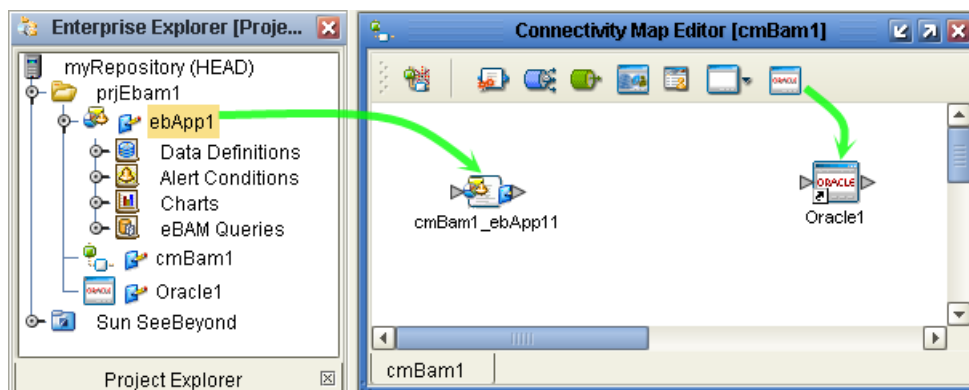 Enterprise Explorer [Proje...
myRepository (HEAD)
prjEbam1
ebApp1
Data Definitions
Alert Conditions
Charts
eBAM Queries
cmBam1
ORACLE Oracle1
Sun SeeBeyond
Project Explorer
Connectivity Map Editor [cmBam1]
ORACLE
cmBam1_ebApp11
ORACLE
Oracle1
cmBam1